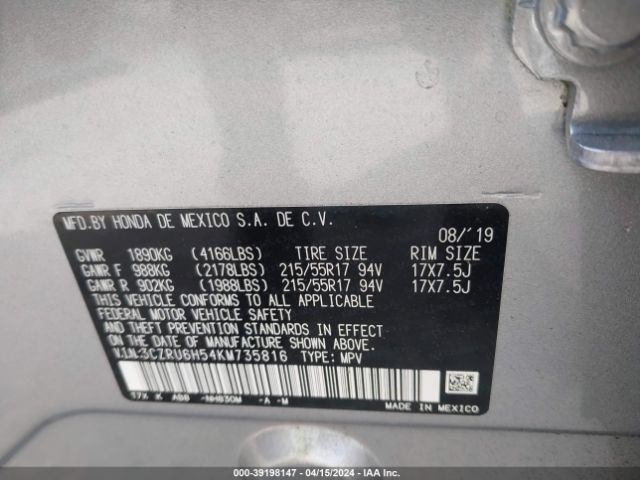 MFD.BY HONDA DE MEXICO S.A. DE C.V. 08/'19
GVWR 1890KG (4166LBS) TIRE SIZE RIM SIZE
GAWR F 988KG (2178LBS) 215/55R17 94V 17X7.5J
GAWR R 902KG (1988LBS) 215/55R17 94V 17X7.5J
THIS VEHICLE CONFORMS TO ALL APPLICABLE
FEDERAL MOTOR VEHICLE SAFETY
AND THEFT PREVENTION STANDARDS IN EFFECT
ON THE DATE OF MANUFACTURE SHOWN ABOVE.
V.I.N.:3CZRU6H54KM735816 TYPE: MPV
T7X K AB0 -NH830M -A -M
MADE IN MEXICO
000-39198147 - 04/15/2024 - IAA Inc.